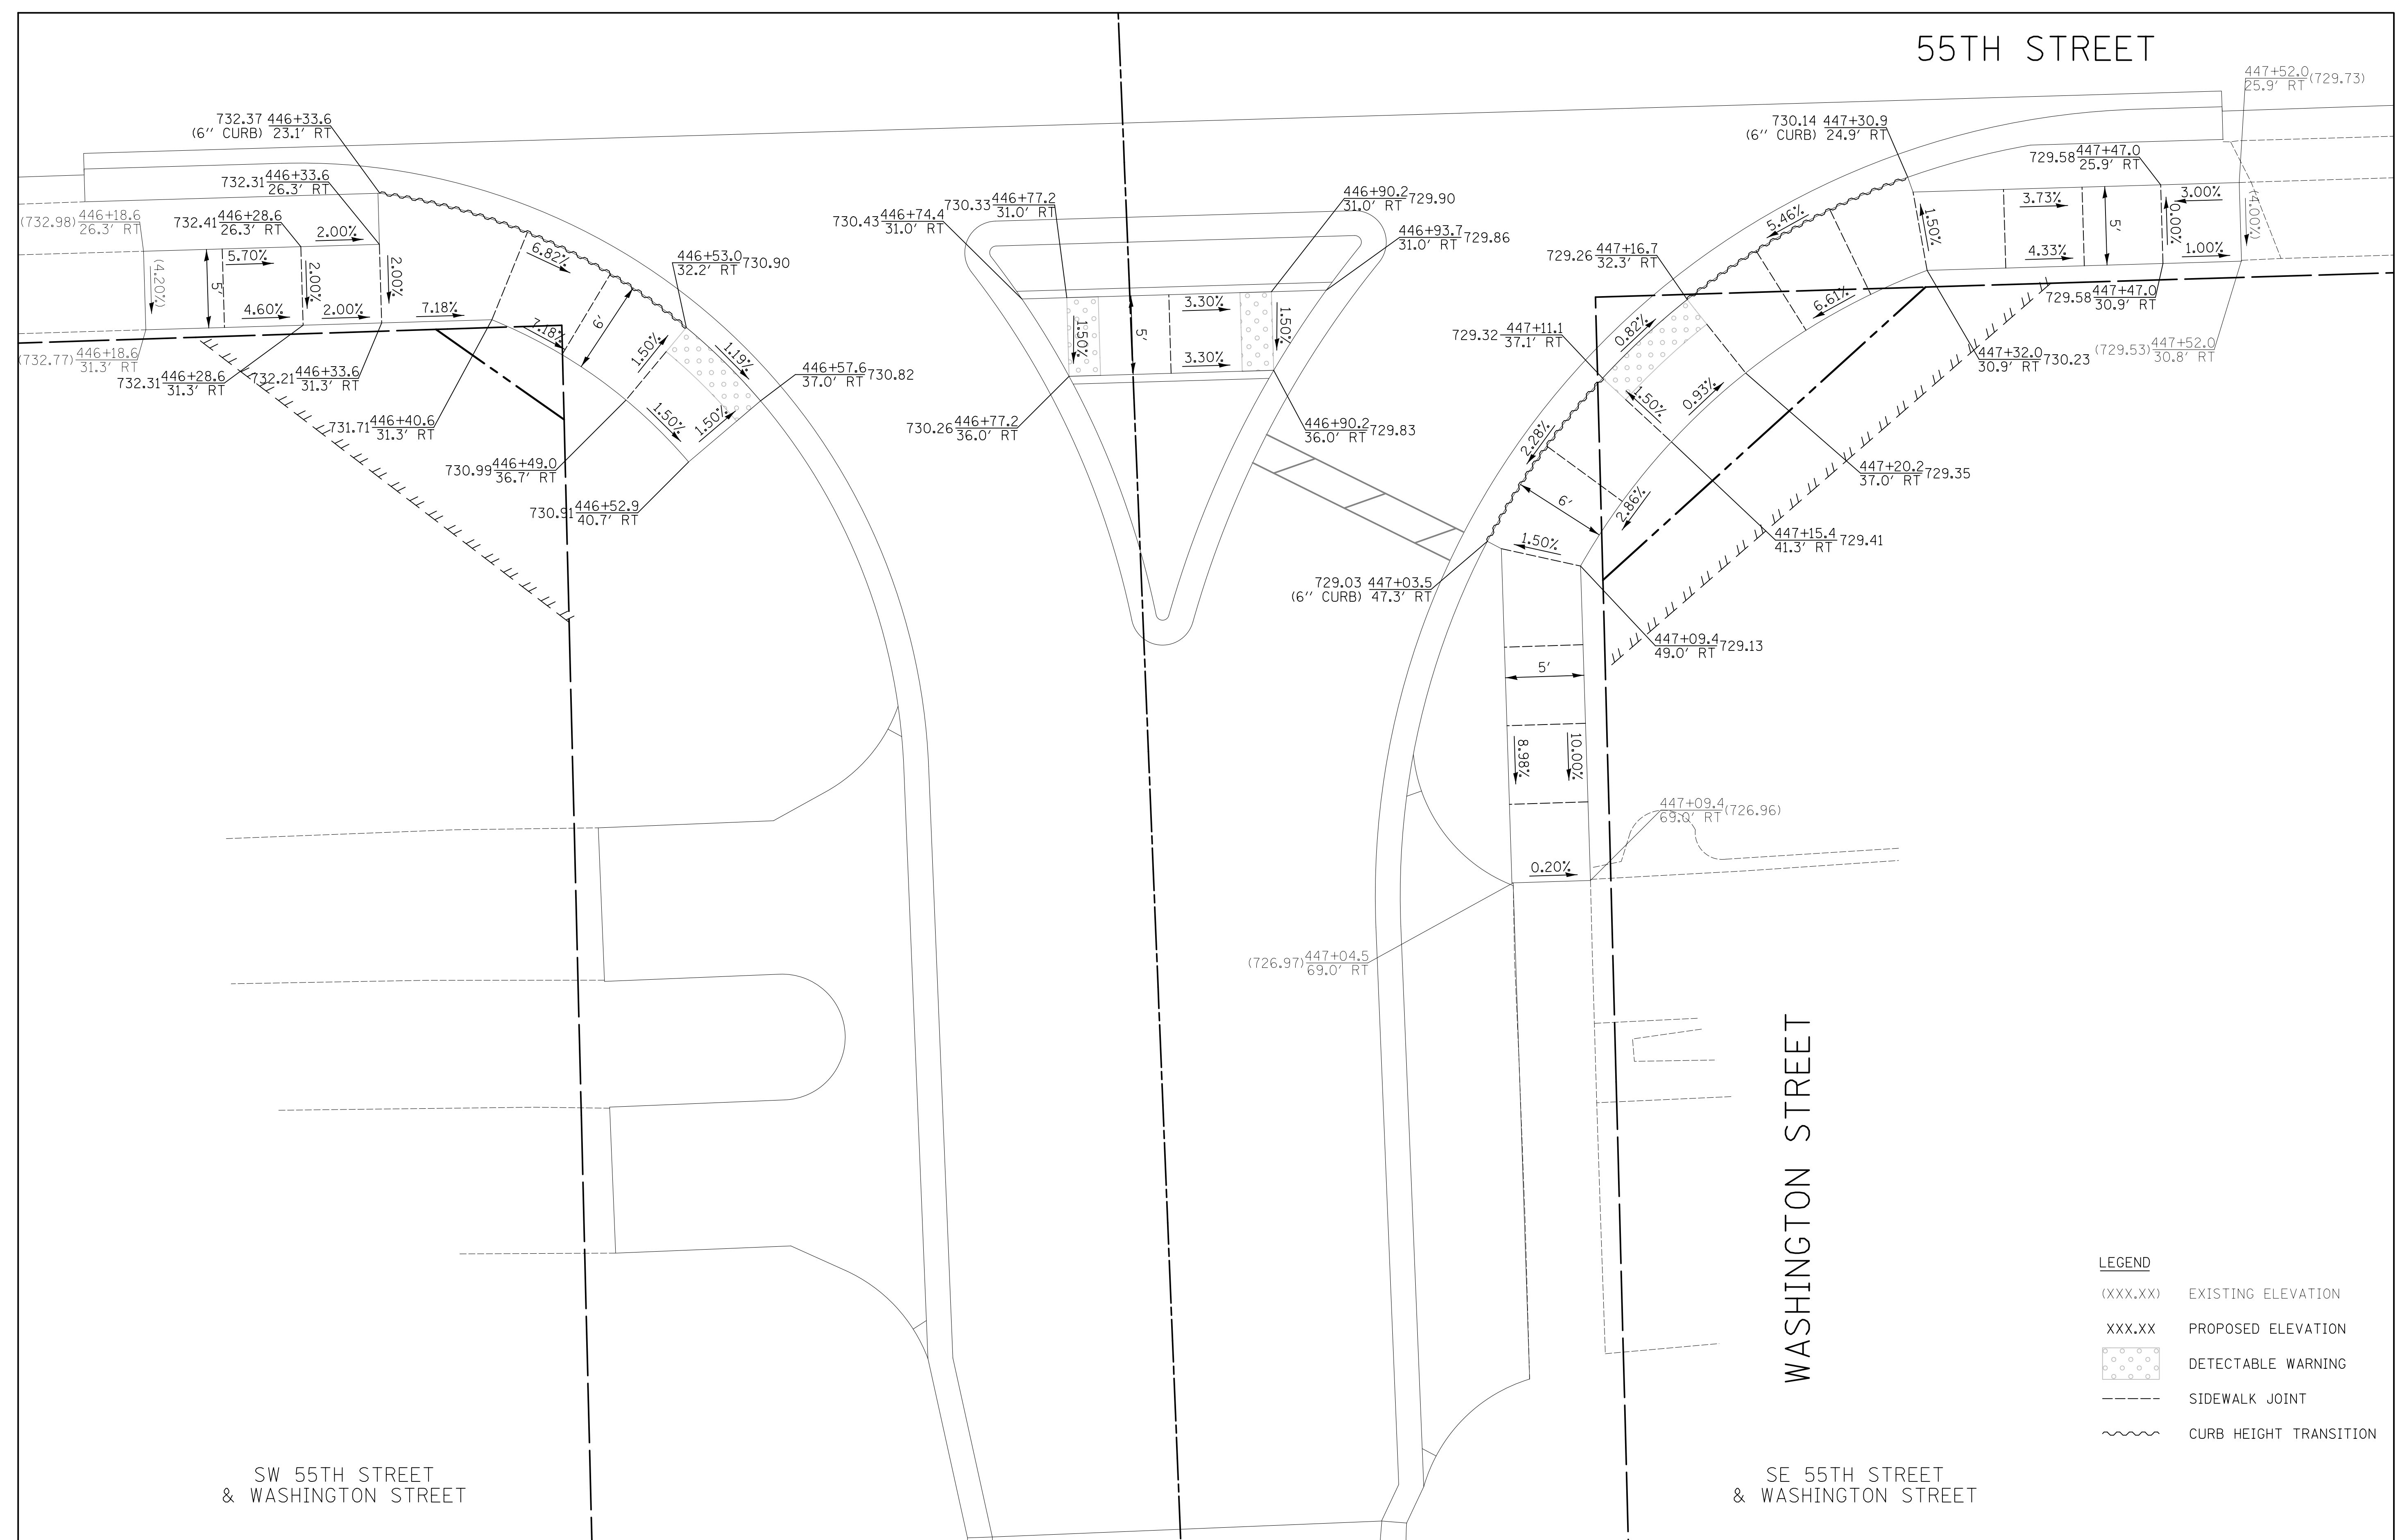 55TH STREET
447+52.0
25.9' RT (729.73)
732.37 446+33.6
(6" CURB) 23.1' RT
732.31 446+33.6
26.3' RT
(732.98) 446+18.6
26.3' RT
732.41 446+28.6
26.3' RT
2.00%
5.70%
(4.20%)
5'
2.00%
2.00%
4.60%
2.00%
7.18%
(732.77) 446+18.6
31.3' RT
732.31 446+28.6
31.3' RT
732.21 446+33.6
31.3' RT
731.71 446+40.6
31.3' RT
730.99 446+49.0
36.7' RT
730.91 446+52.9
40.7' RT
6.82%
7.18%
6'
1.50%
1.19%
1.50%
1.50%
446+53.0 730.90
32.2' RT
446+57.6 730.82
37.0' RT
730.43 446+74.4
31.0' RT
730.33 446+77.2
31.0' RT
446+90.2 729.90
31.0' RT
446+93.7 729.86
31.0' RT
1.50%
5'
3.30%
3.30%
1.50%
730.26 446+77.2
36.0' RT
446+90.2 729.83
36.0' RT
730.14 447+30.9
(6" CURB) 24.9' RT
729.58 447+47.0
25.9' RT
729.26 447+16.7
32.3' RT
729.32 447+11.1
37.1' RT
5.46%
1.50%
3.73%
5'
0.00%
3.00%
(4.00%)
4.33%
1.00%
6.61%
0.82%
0.93%
1.50%
2.28%
2.86%
6'
1.50%
729.58 447+47.0
30.9' RT
447+32.0 730.23
30.9' RT
(729.53) 447+52.0
30.8' RT
447+20.2 729.35
37.0' RT
447+15.4 729.41
41.3' RT
729.03 447+03.5
(6" CURB) 47.3' RT
447+09.4 729.13
49.0' RT
5'
8.98%
10.00%
447+09.4 (726.96)
69.0' RT
0.20%
(726.97) 447+04.5
69.0' RT
WASHINGTON STREET
SW 55TH STREET
& WASHINGTON STREET
SE 55TH STREET
& WASHINGTON STREET
LEGEND
(XXX.XX) EXISTING ELEVATION
XXX.XX PROPOSED ELEVATION
DETECTABLE WARNING
SIDEWALK JOINT
CURB HEIGHT TRANSITION